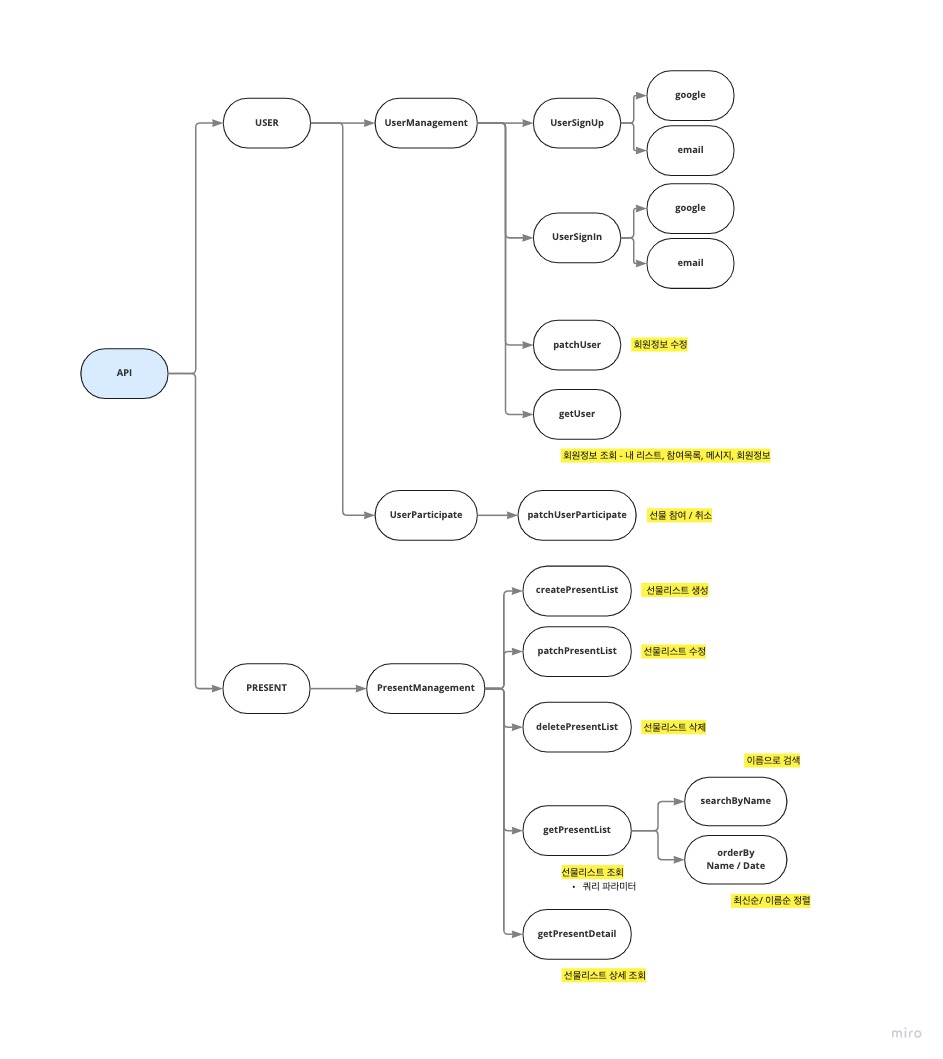 google
USER
UserManagement
UserSignUp
email
google
UserSignIn
email
patchUser
회원정보 수정
API
getUser
회원정보 조회 - 내 리스트, 참여목록, 메시지, 회원정보
UserParticipate
patchUserParticipate
선물 참여 / 취소
createPresentList
선물리스트 생성
patchPresentList
선물리스트 수정
PRESENT
PresentManagement
deletePresentList
선물리스트 삭제
이름으로 검색
searchByName
getPresentList
orderBy
Name / Date
선물리스트 조회
• 쿼리 파라미터
최신순/ 이름순 정렬
getPresentDetail
선물리스트 상세 조회
miro